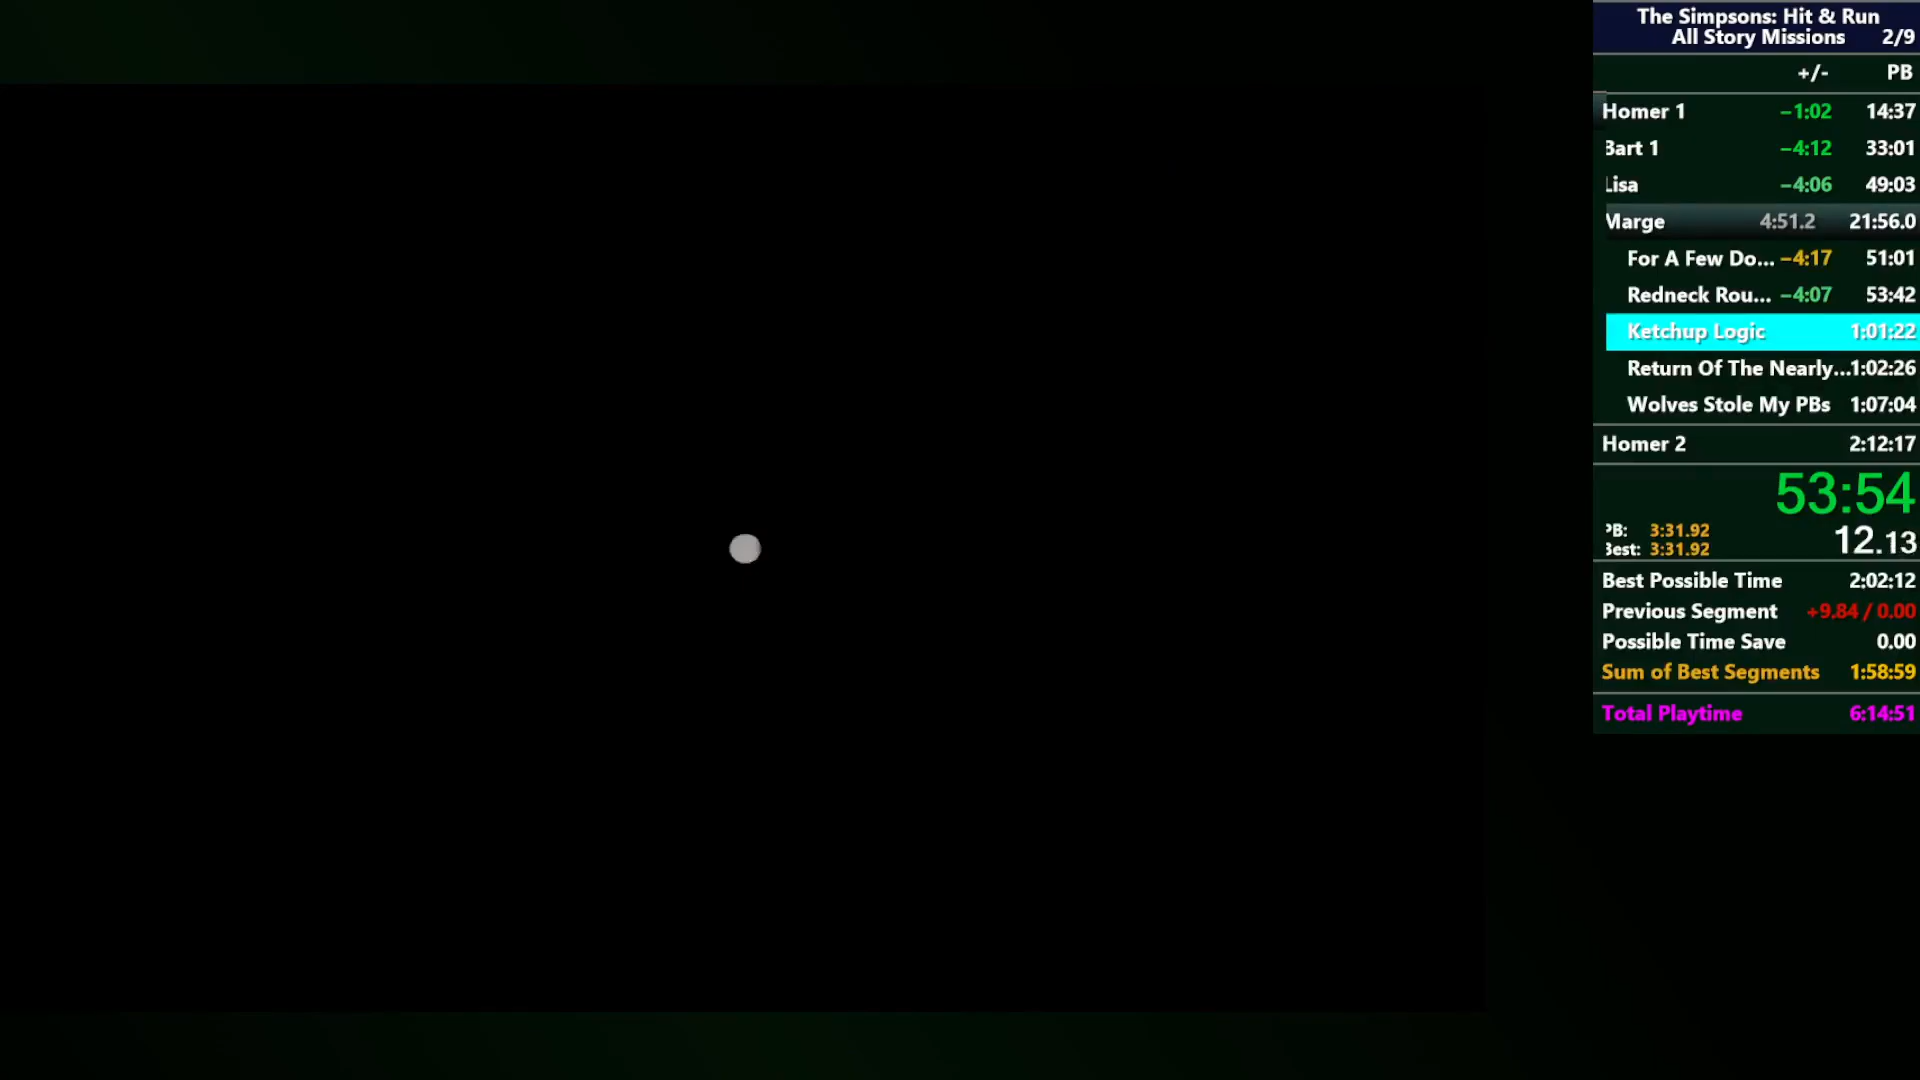 The Simpsons: Hit & Run
All Story Missions 2/9
+/- PB
Homer 1 −1:02 14:37
Bart 1 −4:12 33:01
Lisa −4:06 49:03
Marge 4:51.2 21:56.0
For A Few Do... −4:17 51:01
Redneck Rou... −4:07 53:42
Ketchup Logic 1:01:22
Return Of The Nearly... 1:02:26
Wolves Stole My PBs 1:07:04
Homer 2 2:12:17
53:54
PB: 3:31.92
12.13
Best: 3:31.92
Best Possible Time 2:02:12
Previous Segment +9.84 / 0.00
Possible Time Save 0.00
Sum of Best Segments 1:58:59
Total Playtime 6:14:51